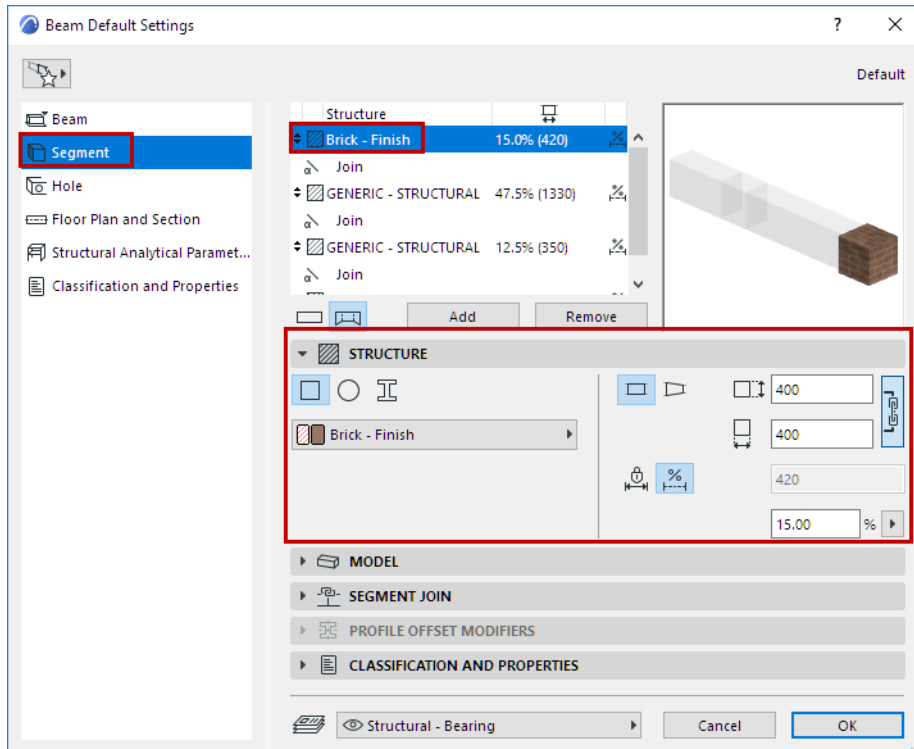 Beam Default Settings
?
Default
Beam
Segment
Hole
Floor Plan and Section
Structural Analytical Paramet...
Classification and Properties
Structure
Brick - Finish 15.0% (420)
Join
GENERIC - STRUCTURAL 47.5% (1330)
Join
GENERIC - STRUCTURAL 12.5% (350)
Join
Add Remove
STRUCTURE
400
Brick - Finish 400
% 420
15.00 %
MODEL
SEGMENT JOIN
PROFILE OFFSET MODIFIERS
CLASSIFICATION AND PROPERTIES
Structural - Bearing Cancel OK